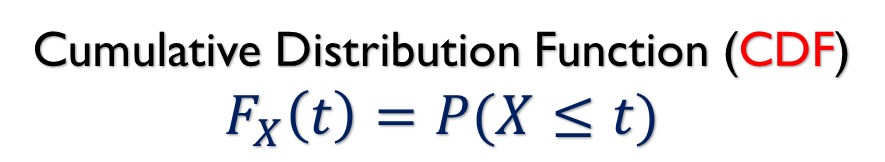 Cumulative Distribution Function (CDF)
F_X(t) = P(X ≤ t)